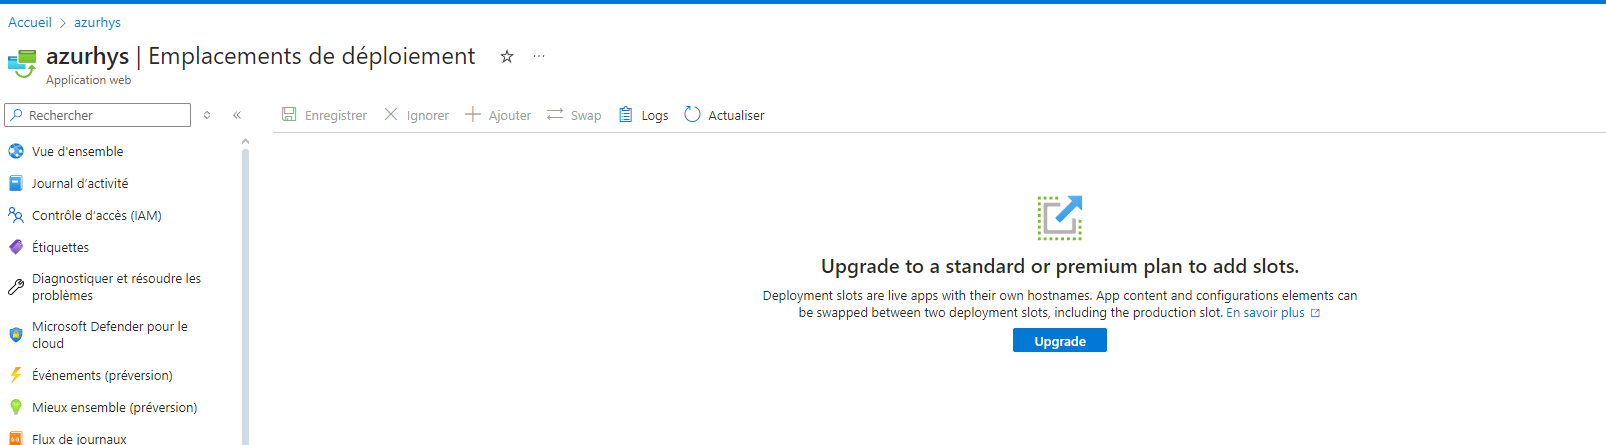 Accueil > azurhys
azurhys | Emplacements de déploiement
Application web
Rechercher
Enregistrer Ignorer Ajouter Swap Logs Actualiser
Vue d'ensemble
Journal d'activité
Contrôle d'accès (IAM)
Étiquettes
Diagnostiquer et résoudre les
problèmes
Microsoft Defender pour le
cloud
Événements (préversion)
Mieux ensemble (préversion)
Flux de journaux
Upgrade to a standard or premium plan to add slots.
Deployment slots are live apps with their own hostnames. App content and configurations elements can
be swapped between two deployment slots, including the production slot. En savoir plus
Upgrade